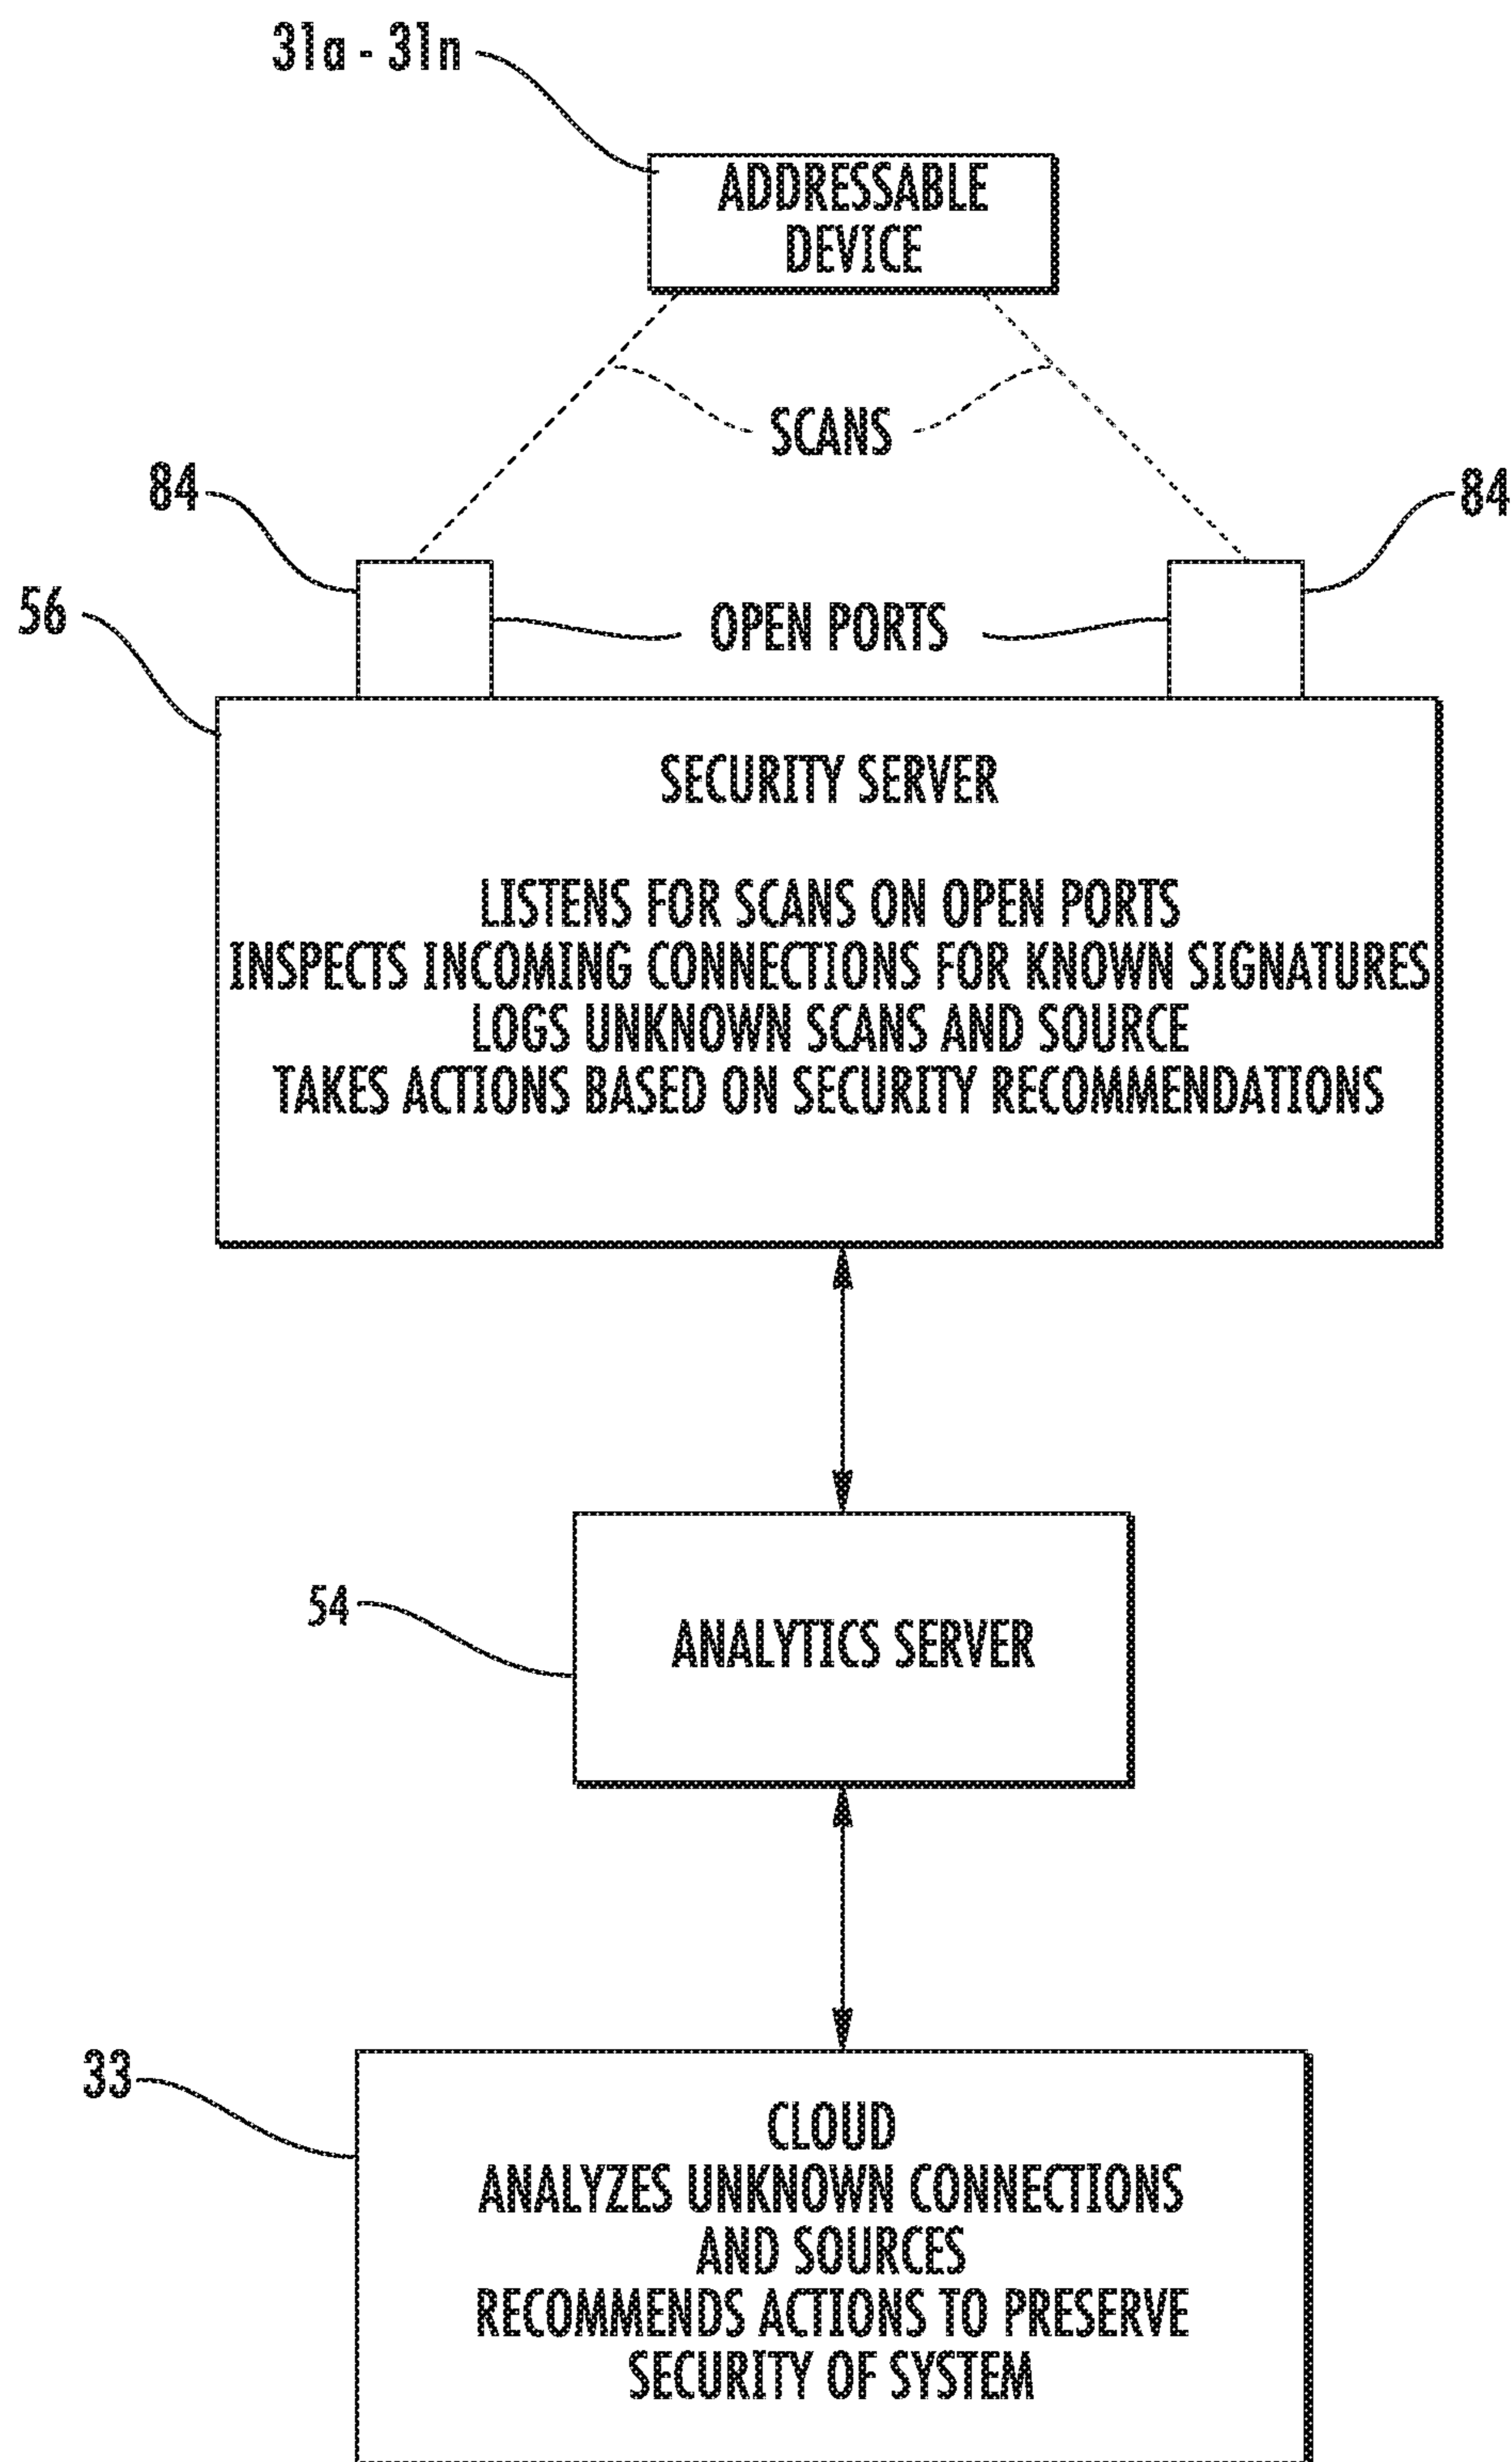 31a - 31n
ADDRESSABLE
DEVICE
SCANS
84
84
56
OPEN PORTS
SECURITY SERVER
LISTENS FOR SCANS ON OPEN PORTS
INSPECTS INCOMING CONNECTIONS FOR KNOWN SIGNATURES
LOGS UNKNOWN SCANS AND SOURCE
TAKES ACTIONS BASED ON SECURITY RECOMMENDATIONS
54
ANALYTICS SERVER
33
CLOUD
ANALYZES UNKNOWN CONNECTIONS
AND SOURCES
RECOMMENDS ACTIONS TO PRESERVE
SECURITY OF SYSTEM